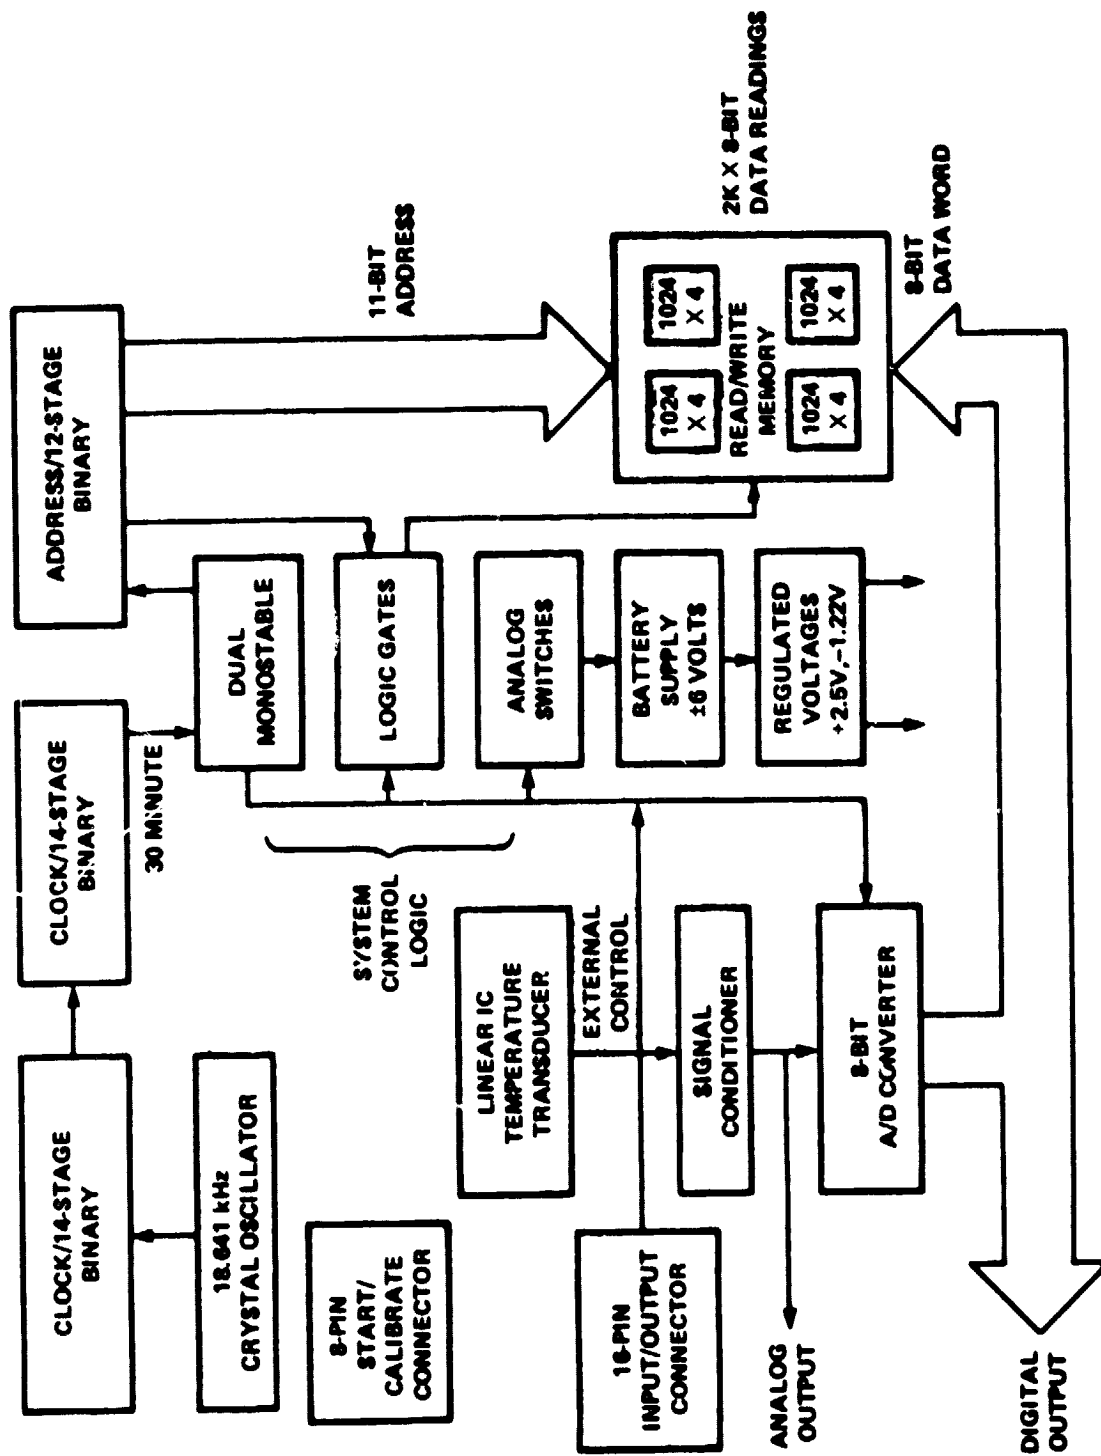 CLOCK/14-STAGE
BINARY
18.641 kHz
CRYSTAL OSCILLATOR
8-PIN
START/
CALIBRATE
CONNECTOR
16-PIN
INPUT/OUTPUT
CONNECTOR
ANALOG
OUTPUT
DIGITAL
OUTPUT
CLOCK/14-STAGE
BINARY
30 MINUTE
SYSTEM
CONTROL
LOGIC
LINEAR IC
TEMPERATURE
TRANSDUCER
EXTERNAL
CONTROL
SIGNAL
CONDITIONER
8-BIT
A/D CONVERTER
ADDRESS/12-STAGE
BINARY
DUAL
MONOSTABLE
LOGIC GATES
ANALOG
SWITCHES
BATTERY
SUPPLY
±6 VOLTS
REGULATED
VOLTAGES
+2.5V,-1.22V
11-BIT
ADDRESS
1024
X 4
1024
X 4
READ/WRITE
MEMORY
1024
X 4
1024
X 4
2K X 8-BIT
DATA READINGS
8-BIT
DATA WORD